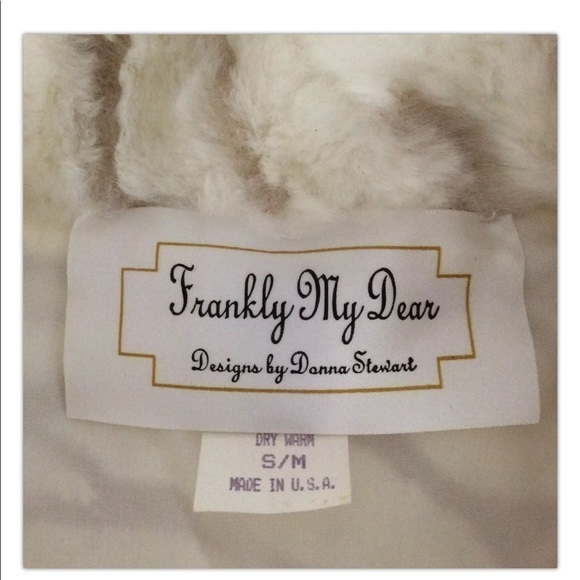 Frankly My Dear
Designs by Donna Stewart
DRY WARM
S/M
MADE IN U.S.A.